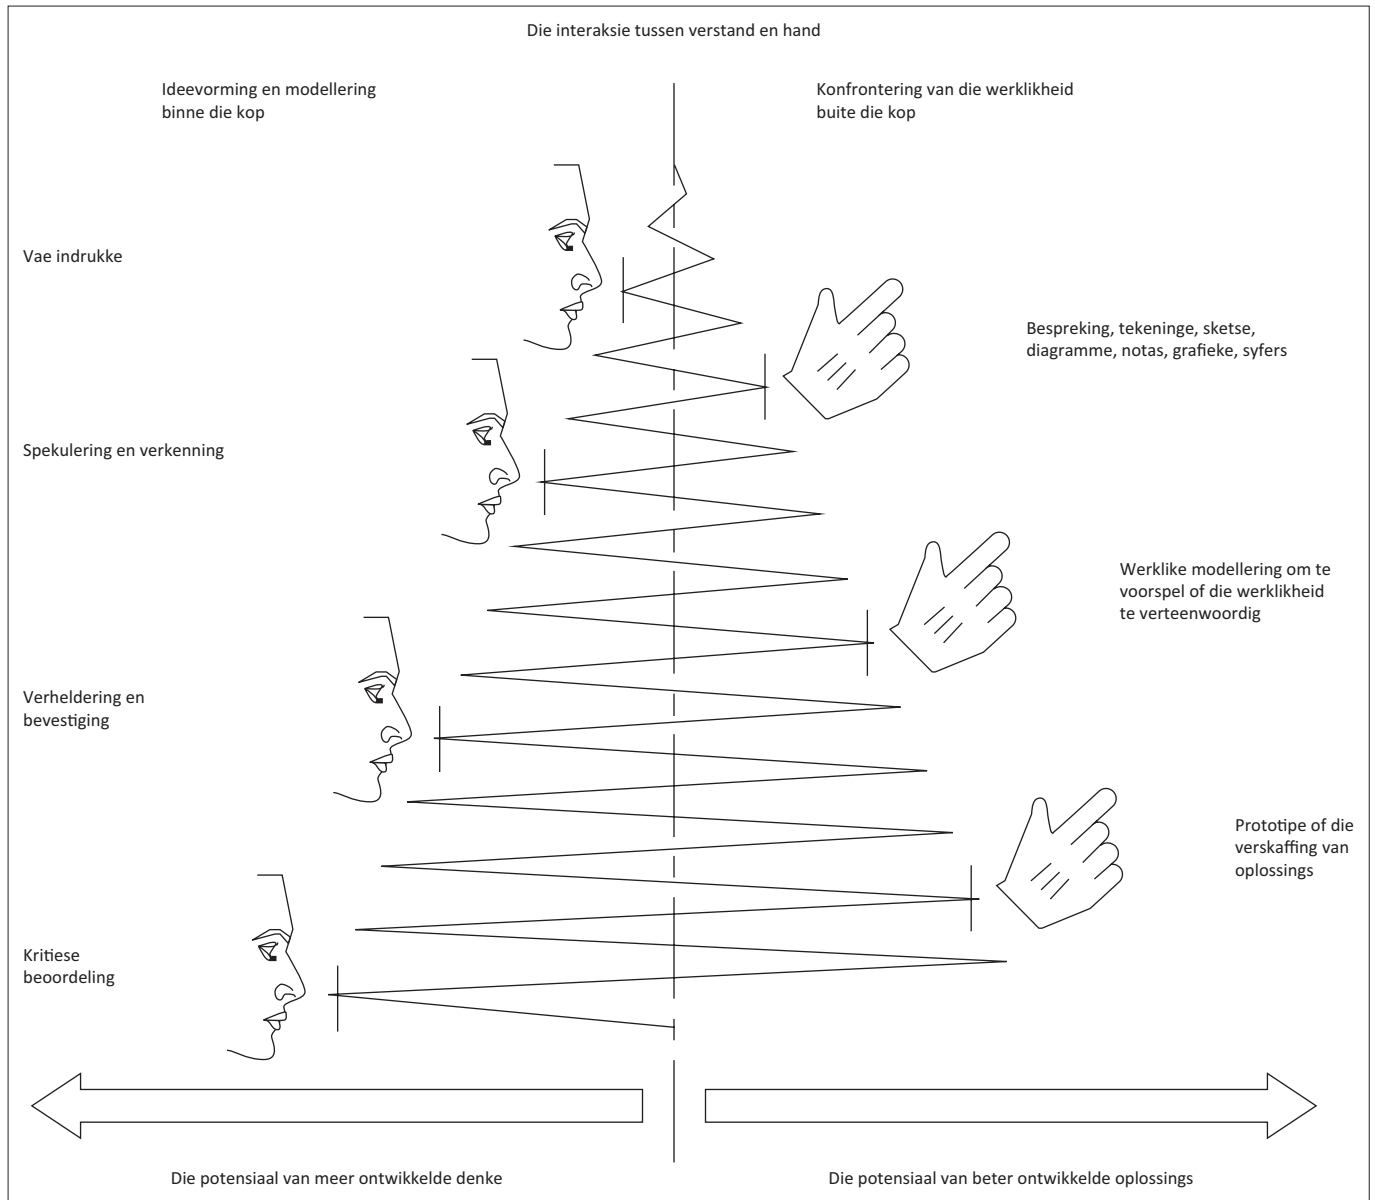 Die interaksie tussen verstand en hand
Ideevorming en modellering
binne die kop
Konfrontering van die werklikheid
buite die kop
Vae indrukke
Bespreking, tekeninge, sketse,
diagramme, notas, grafieke, syfers
Spekulering en verkenning
Werklike modellering om te
voorspel of die werklikheid
te verteenwoordig
Verheldering en
bevestiging
Prototipe of die
verskaffing van
oplossings
Kritiese
beoordeling
Die potensiaal van meer ontwikkelde denke
Die potensiaal van beter ontwikkelde oplossings